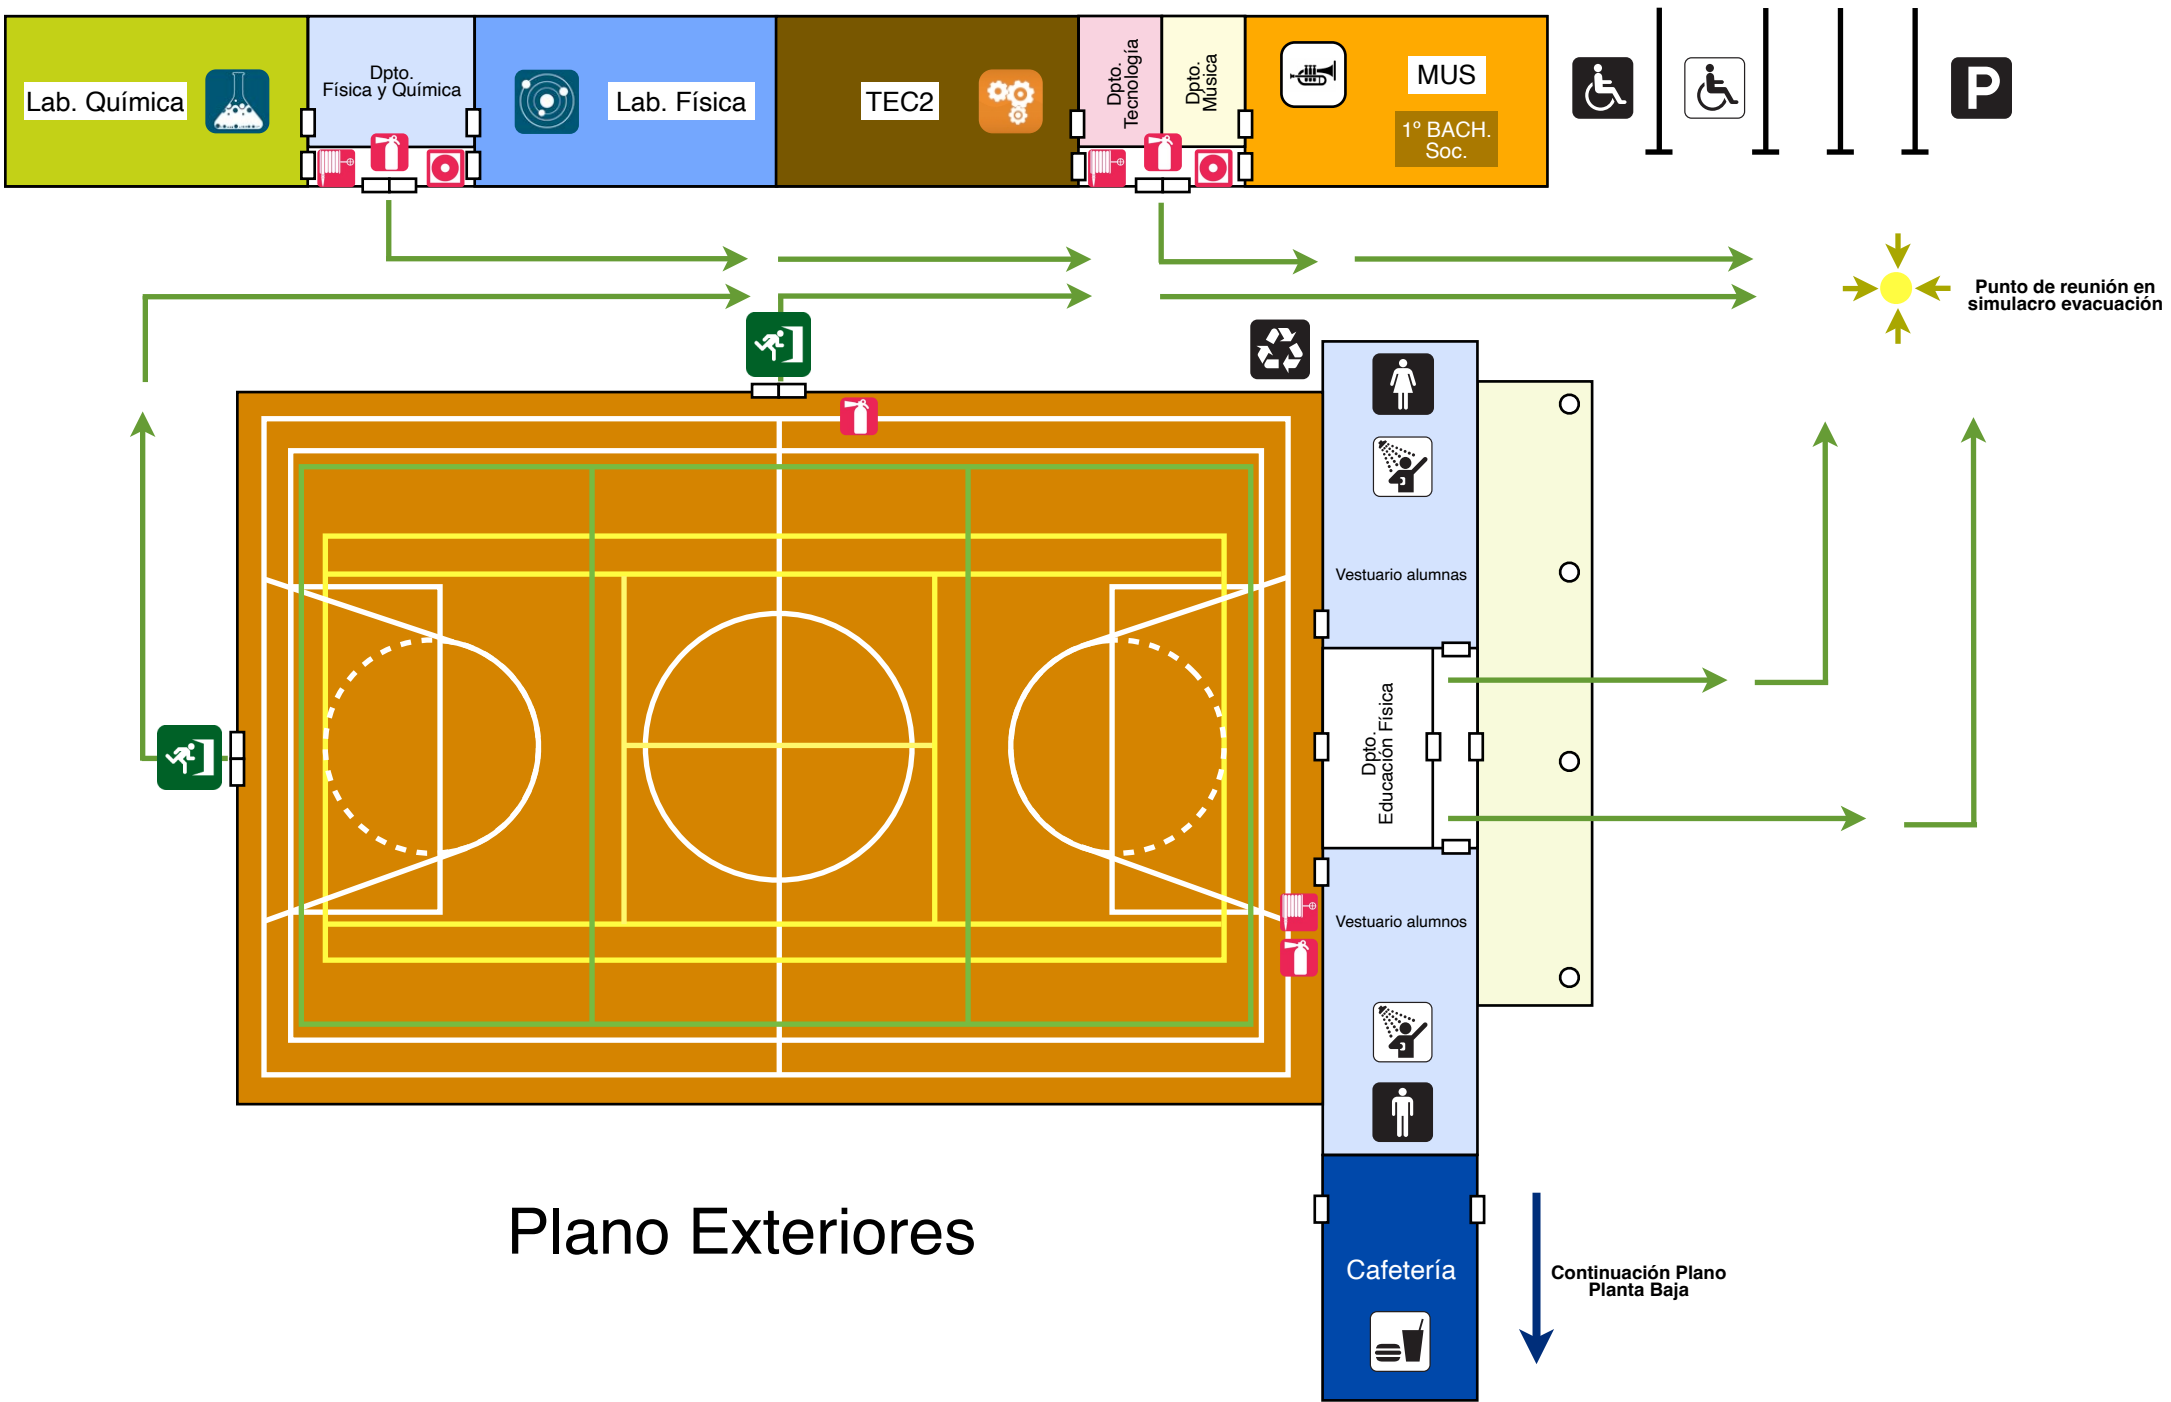 Lab. Química
Dpto.
Física y Química
Lab. Física
TEC2
Dpto.
Tecnología
Dpto.
Música
MUS
1º BACH.
Soc.
P
Punto de reunión en
simulacro evacuación
Vestuario alumnas
Dpto.
Educación Física
Vestuario alumnos
Plano Exteriores
Cafetería
Continuación Plano
Planta Baja